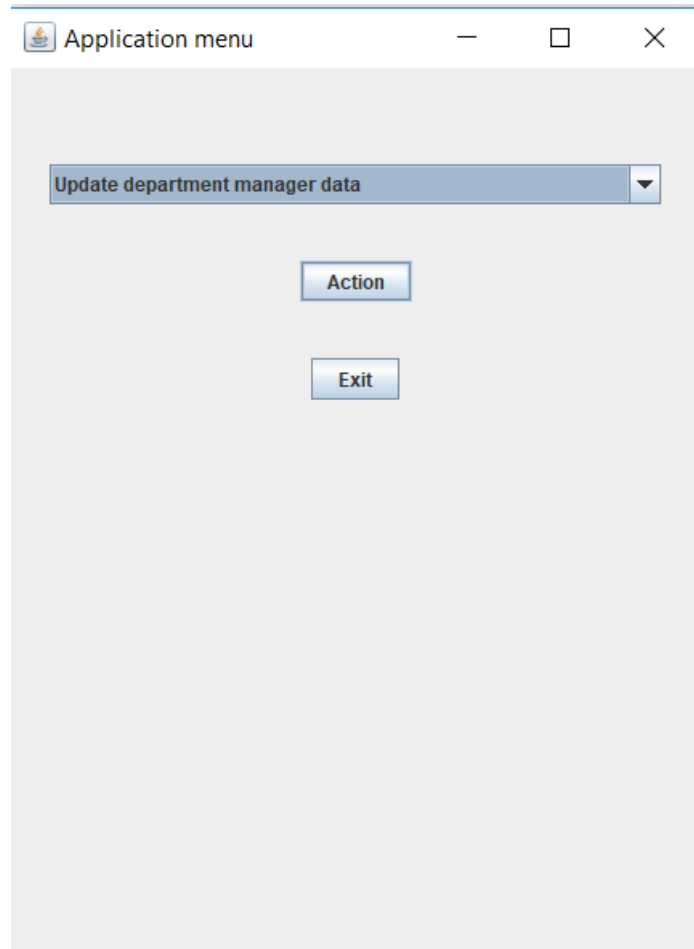 Application menu
Update department manager data
Action
Exit